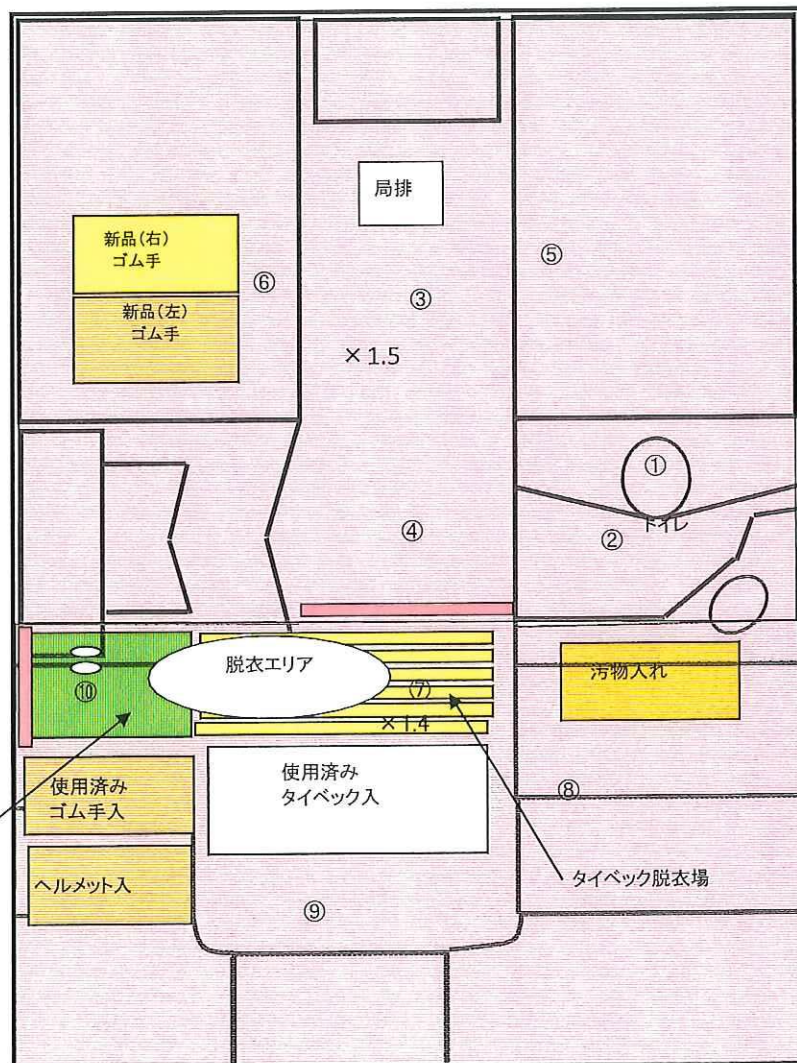 局排
新品(右)
ゴム手
新品(左)
ゴム手
⑥
③
⑤
×1.5
①
トイレ
②
④
脱衣エリア
⑦
×1.4
⑩
汚物入れ
使用済み
ゴム手入
使用済み
タイベック入
⑧
ヘルメット入
タイベック脱衣場
⑨